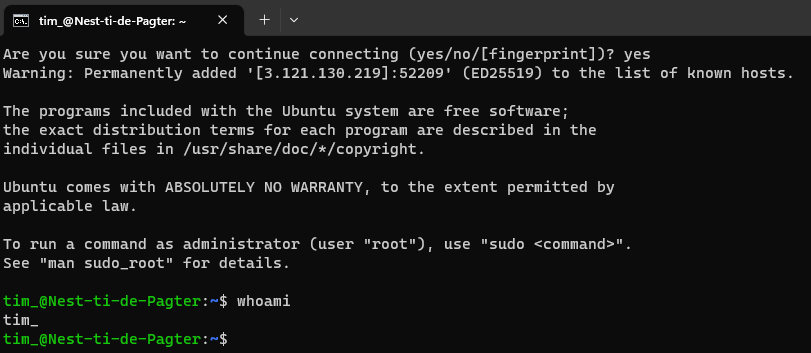 tim_@Nest-ti-de-Pagter: ~
Are you sure you want to continue connecting (yes/no/[fingerprint])? yes
Warning: Permanently added '[3.121.130.219]:52209' (ED25519) to the list of known hosts.
The programs included with the Ubuntu system are free software;
the exact distribution terms for each program are described in the
individual files in /usr/share/doc/*/copyright.
Ubuntu comes with ABSOLUTELY NO WARRANTY, to the extent permitted by
applicable law.
To run a command as administrator (user "root"), use "sudo <command>".
See "man sudo_root" for details.
tim_@Nest-ti-de-Pagter:~$ whoami
tim_
tim_@Nest-ti-de-Pagter:~$